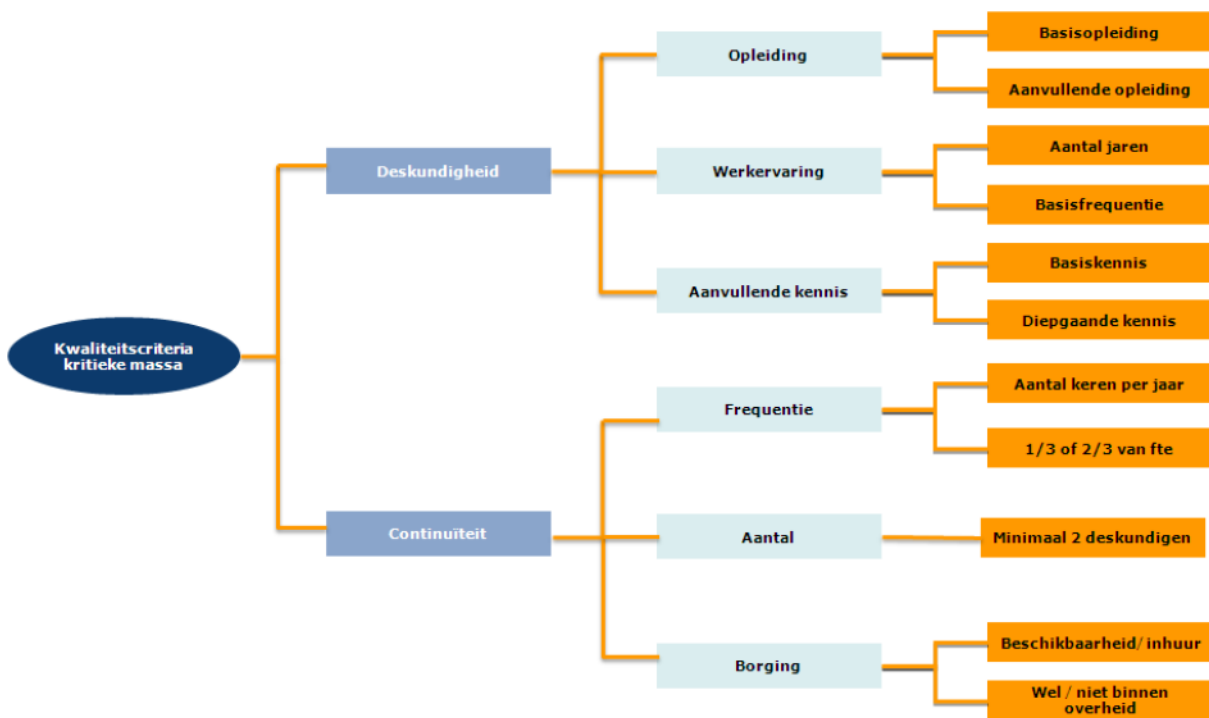 Kwaliteitscriteria
kritieke massa
Deskundigheid
Opleiding
Basisopleiding
Aanvullende opleiding
Werkervaring
Aantal jaren
Basisfrequentie
Aanvullende kennis
Basiskennis
Diepgaande kennis
Continuïteit
Frequentie
Aantal keren per jaar
1/3 of 2/3 van fte
Aantal
Minimaal 2 deskundigen
Borging
Beschikbaarheid/ inhuur
Wel / niet binnen
overheid